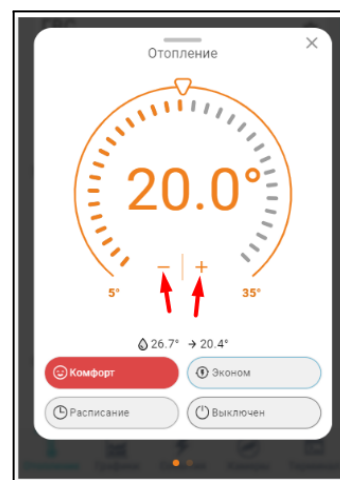 Отопление
20.0°
5°
35°
26.7° → 20.4°
Комфорт
Эконом
Расписание
Выключен